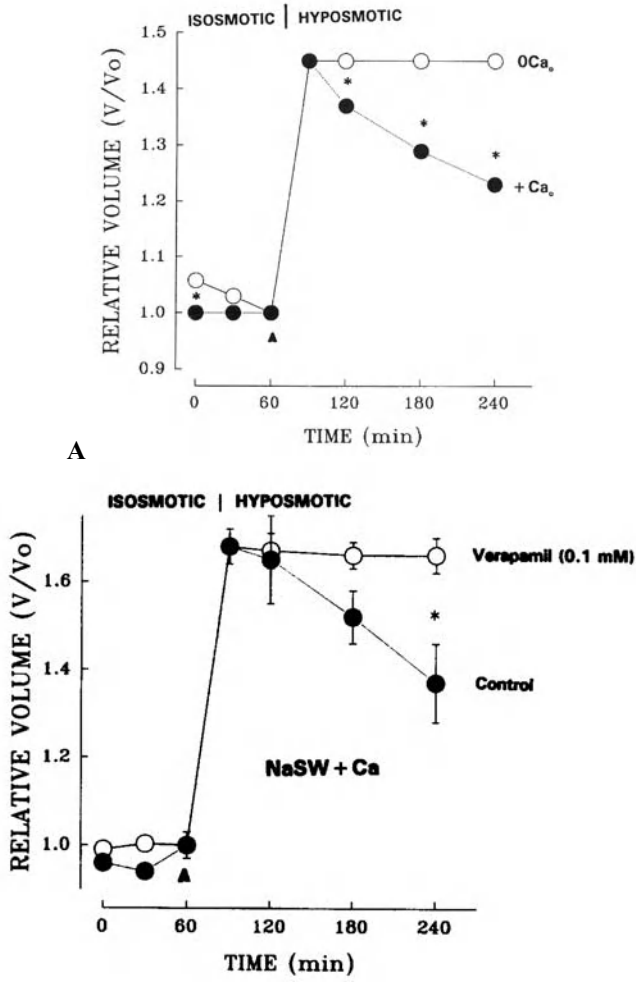 ISOSMOTIC | HYPOSMOTIC
RELATIVE VOLUME (V/Vo)
1.5
1.4
1.3
1.2
1.1
1.0
0.9
0Ca₀
+ Ca₀
*
*
*
*
0 60 120 180 240
TIME (min)
A
ISOSMOTIC | HYPOSMOTIC
RELATIVE VOLUME (V/Vo)
1.6
1.4
1.2
1.0
Verapamil (0.1 mM)
*
Control
NaSW + Ca
0 60 120 180 240
TIME (min)